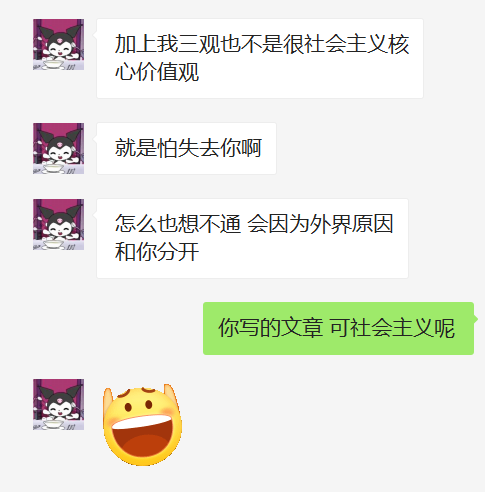 加上我三观也不是很社会主义核
心价值观
就是怕失去你啊
怎么也想不通 会因为外界原因
和你分开
你写的文章 可社会主义呢